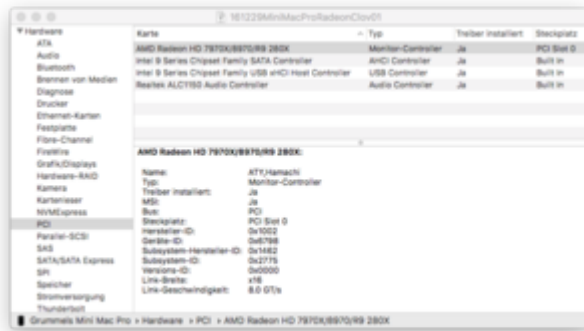 161229MiniMacProRadeonClov01
Hardware
ATA
Audio
Bluetooth
Brennen von Medien
Diagnose
Drucker
Ethernet-Karten
Festplatte
Fibre-Channel
FireWire
Grafik/Displays
Hardware-RAID
Kamera
Kartenleser
NVMExpress
PCI
Parallel-SCSI
SAS
SATA/SATA Express
SPI
Speicher
Stromversorgung
Thunderbolt
Karte Typ Treiber installiert Steckplatz
AMD Radeon HD 7970X/8970/R9 280X Monitor-Controller Ja PCI Slot 0
Intel 9 Series Chipset Family SATA Controller AHCI Controller Ja Built in
Intel 9 Series Chipset Family USB xHCI Host Controller USB Controller Ja Built in
Realtek ALC1150 Audio Controller Audio Controller Ja Built in
AMD Radeon HD 7970X/8970/R9 280X:
Name: ATY,Hamachi
Typ: Monitor-Controller
Treiber installiert: Ja
MSI: Ja
Bus: PCI
Steckplatz: PCI Slot 0
Hersteller-ID: 0x1002
Geräte-ID: 0x6798
Subsystem-Hersteller-ID: 0x1462
Subsystem-ID: 0x2775
Versions-ID: 0x0000
Link-Breite: x16
Link-Geschwindigkeit: 8.0 GT/s
Grummels Mini Mac Pro › Hardware › PCI › AMD Radeon HD 7970X/8970/R9 280X